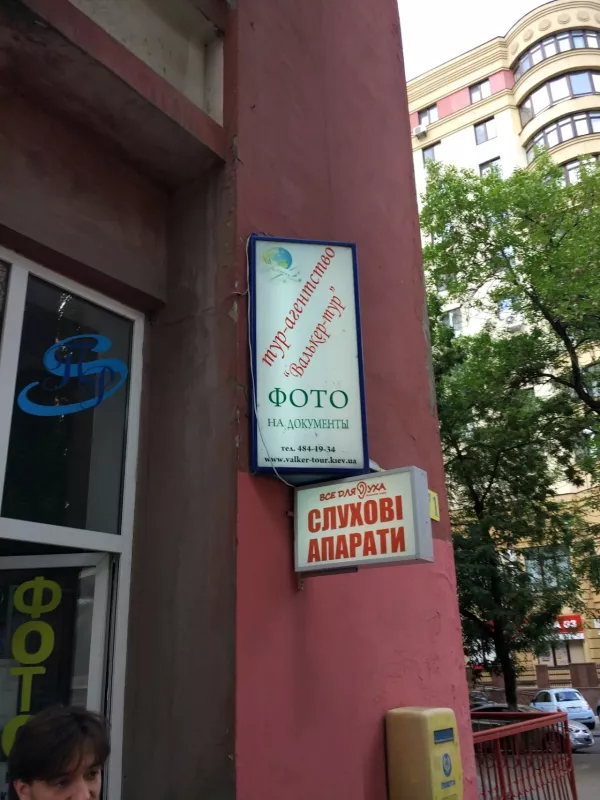 тур-агентство
"Валькер-тур"
ФОТО
НА ДОКУМЕНТЫ
тел. 484-19-34
www.valker-tour.kiev.ua
ВСЕ ДЛЯ УХА
СЛУХОВІ
АПАРАТИ
ФОТО